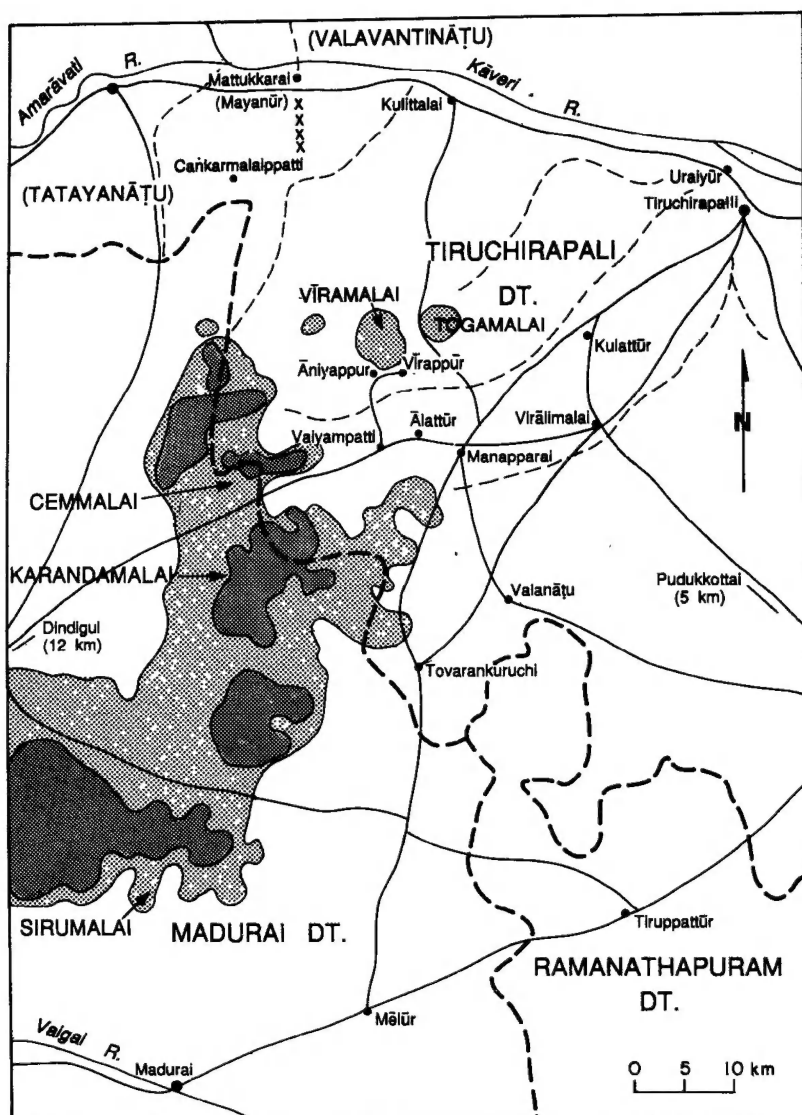 (VALAVANTINĀṬU)
Amarāvati R.
Mattukkarai
(Mayanūr)
x
x
x
x
Kāveri R.
Kulittalai
Caṅkarmalaippatti
Uraiyūr
Tiruchirapalli
(TATAYANĀṬU)
TIRUCHIRAPALI
DT.
VĪRAMALAI
TOGAMALAI
Kulattūr
Āniyappur
Vīrappūr
N
Ālattūr
Virālimalai
Vaiyampatti
Manapparai
CEMMALAI
KARANDAMALAI
Valanāṭu
Pudukkottai
(5 km)
Dindigul
(12 km)
Tovarankuruchi
SIRUMALAI
MADURAI DT.
Tiruppattūr
RAMANATHAPURAM
DT.
Mēlūr
Vaigai R.
Madurai
0 5 10 km